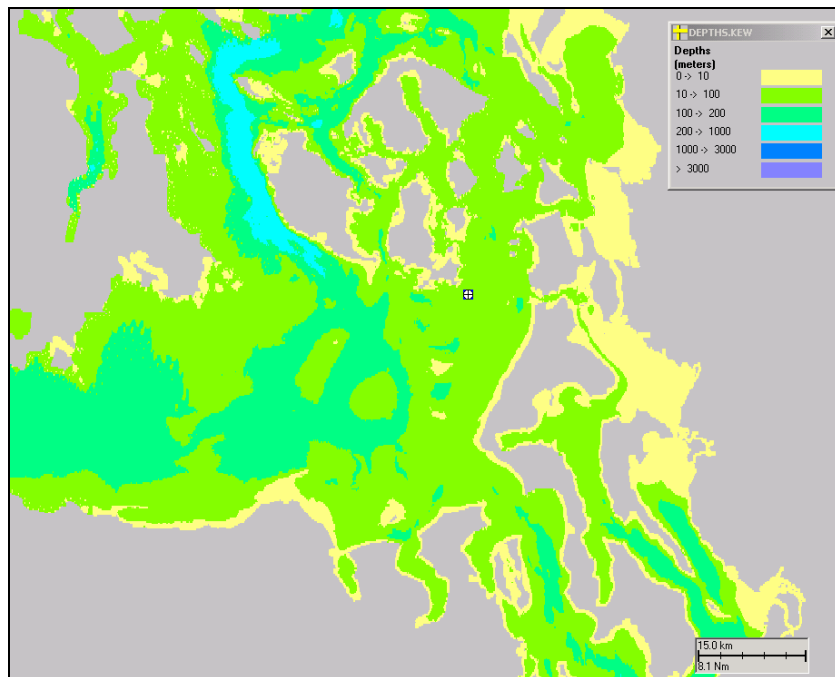 DEPTHS.KEW
Depths
(meters)
0 -> 10
10 -> 100
100 -> 200
200 -> 1000
1000 -> 3000
> 3000
15.0 km
8.1 Nm